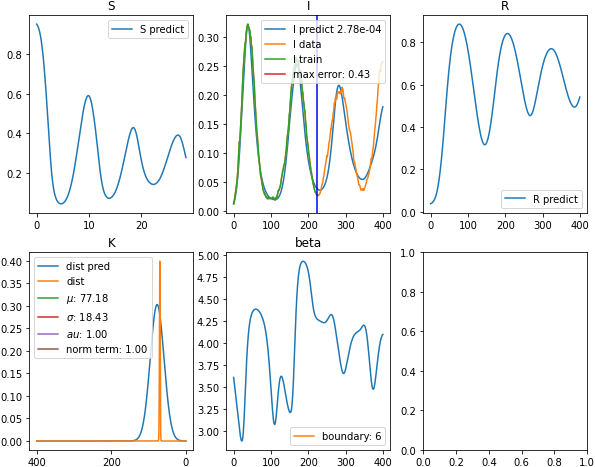 S
I
R
S predict
I predict 2.78e-04
I data
I train
max error: 0.43
R predict
0.8
0.6
0.4
0.2
0.30
0.25
0.20
0.15
0.10
0.05
0.00
0.8
0.6
0.4
0.2
0.0
0 10 20
0 100 200 300 400
0 100 200 300 400
K
beta
dist pred
dist
μ: 77.18
σ: 18.43
au: 1.00
norm term: 1.00
boundary: 6
0.40
0.35
0.30
0.25
0.20
0.15
0.10
0.05
0.00
5.00
4.75
4.50
4.25
4.00
3.75
3.50
3.25
3.00
1.0
0.8
0.6
0.4
0.2
0.0
400 200 0
0 100 200 300 400
0.0 0.2 0.4 0.6 0.8 1.0